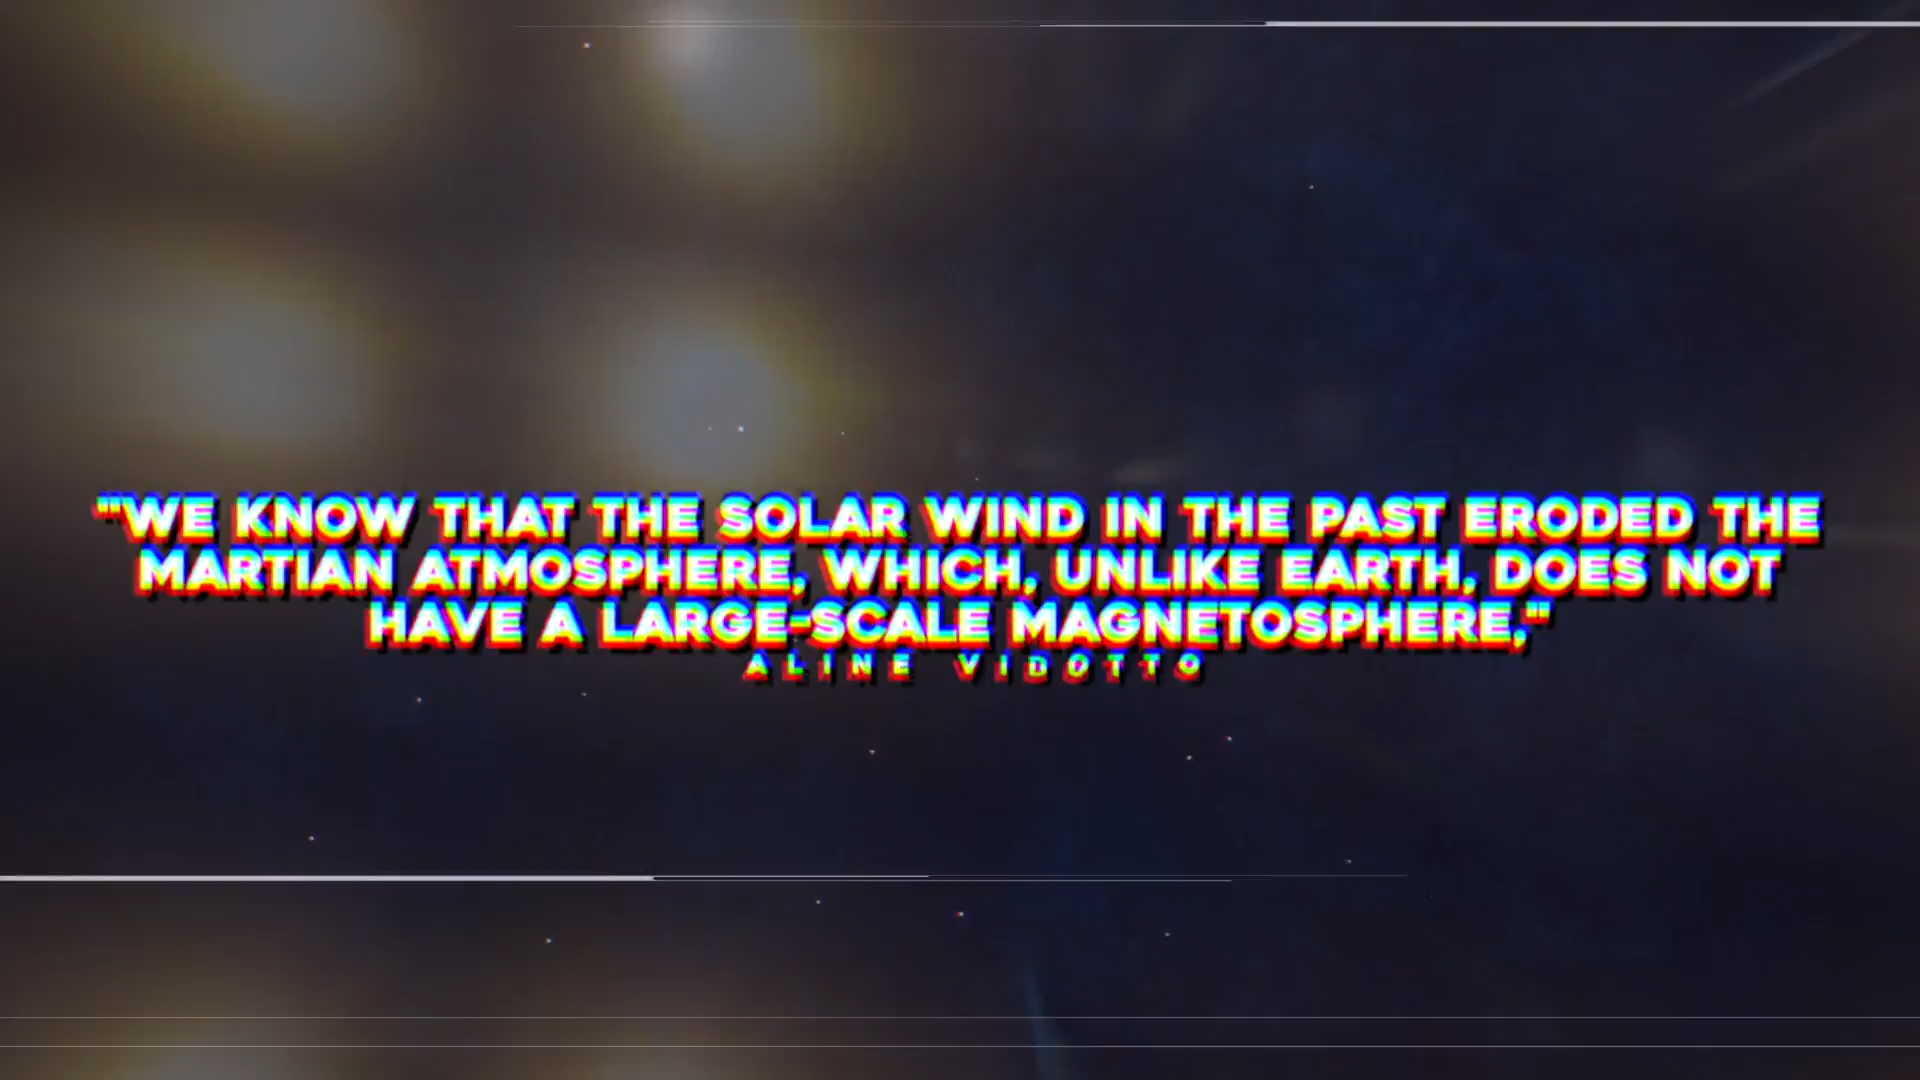 "WE KNOW THAT THE SOLAR WIND IN THE PAST ERODED THE
MARTIAN ATMOSPHERE, WHICH, UNLIKE EARTH, DOES NOT
HAVE A LARGE-SCALE MAGNETOSPHERE,"
ALINE VIDOTTO